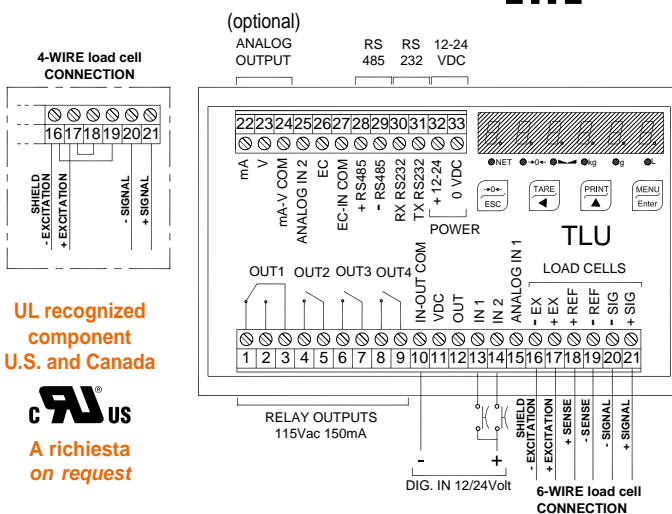 (optional)
ANALOG
OUTPUT
RS
485
RS
232
12-24
VDC
4-WIRE load cell
CONNECTION
16 17 18 19 20 21
SHIELD
- EXCITATION
+ EXCITATION
- SIGNAL
+ SIGNAL
22 23 24 25 26 27 28 29 30 31 32 33
mA
V
mA-V COM
ANALOG IN 2
EC
EC-IN COM
+ RS485
- RS485
RX RS232
TX RS232
+ 12-24
0 VDC
POWER
8.8.8.8.8.8.
NET →0← kg g L
→0←
ESC
TARE
PRINT
MENU
Enter
TLU
LOAD CELLS
OUT1 OUT2 OUT3 OUT4
IN-OUT COM
VDC
OUT
IN 1
IN 2
ANALOG IN 1
- EX
+ EX
+ REF
- REF
- SIG
+ SIG
1 2 3 4 5 6 7 8 9 10 11 12 13 14 15 16 17 18 19 20 21
RELAY OUTPUTS
115Vac 150mA
- +
DIG. IN 12/24Volt
SHIELD
- EXCITATION
+ EXCITATION
+ SENSE
- SENSE
- SIGNAL
+ SIGNAL
6-WIRE load cell
CONNECTION
UL recognized
component
U.S. and Canada
c RU ® US
A richiesta
on request